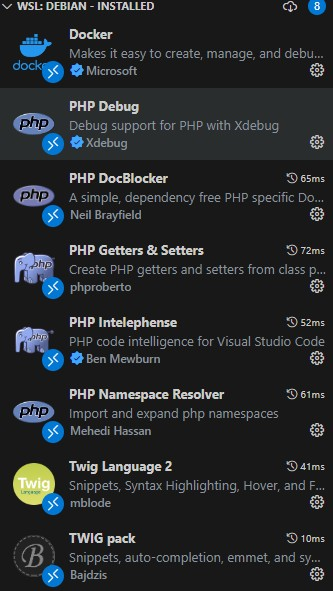 WSL: DEBIAN - INSTALLED
8
Docker
Makes it easy to create, manage, and debu...
docke
Microsoft
PHP Debug
Debug support for PHP with Xdebug
php
Xdebug
PHP DocBlocker
65ms
A simple, dependency free PHP specific Do...
php
Neil Brayfield
PHP Getters & Setters
72ms
Create PHP getters and setters from class p...
php
phproberto
PHP Intelephense
52ms
PHP code intelligence for Visual Studio Code
php
Ben Mewburn
PHP Namespace Resolver
61ms
Import and expand php namespaces
php
Mehedi Hassan
Twig Language 2
41ms
Snippets, Syntax Highlighting, Hover, and F...
Twig
Language
mblode
TWIG pack
10ms
Snippets, auto-completion, emmet, and sy...
B
Bajdzis